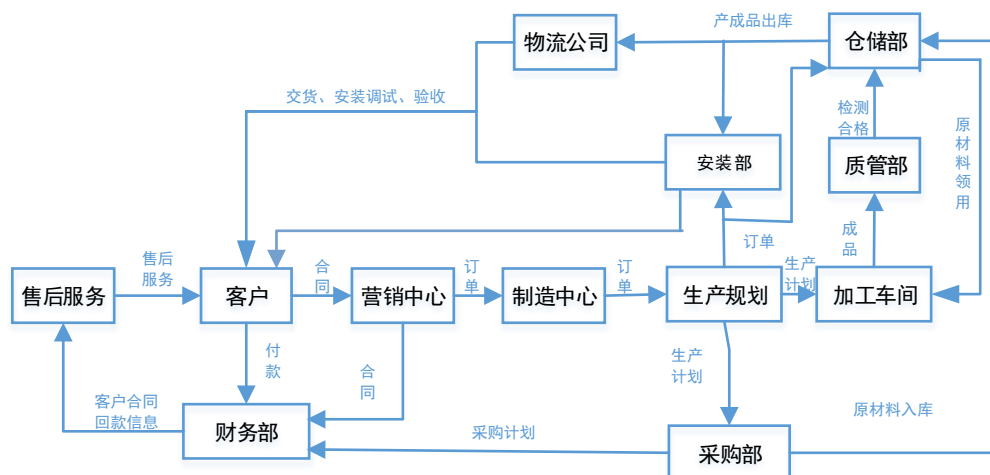 物流公司
产成品出库
仓储部
交货、安装调试、验收
检测
合格
原
材
料
领
用
安装部
质管部
订单
成
品
售后
服务
合
同
订
单
订
单
生产
计划
售后服务
客户
营销中心
制造中心
生产规划
加工车间
付
款
合
同
生产
计划
客户合同
回款信息
财务部
采购计划
采购部
原材料入库